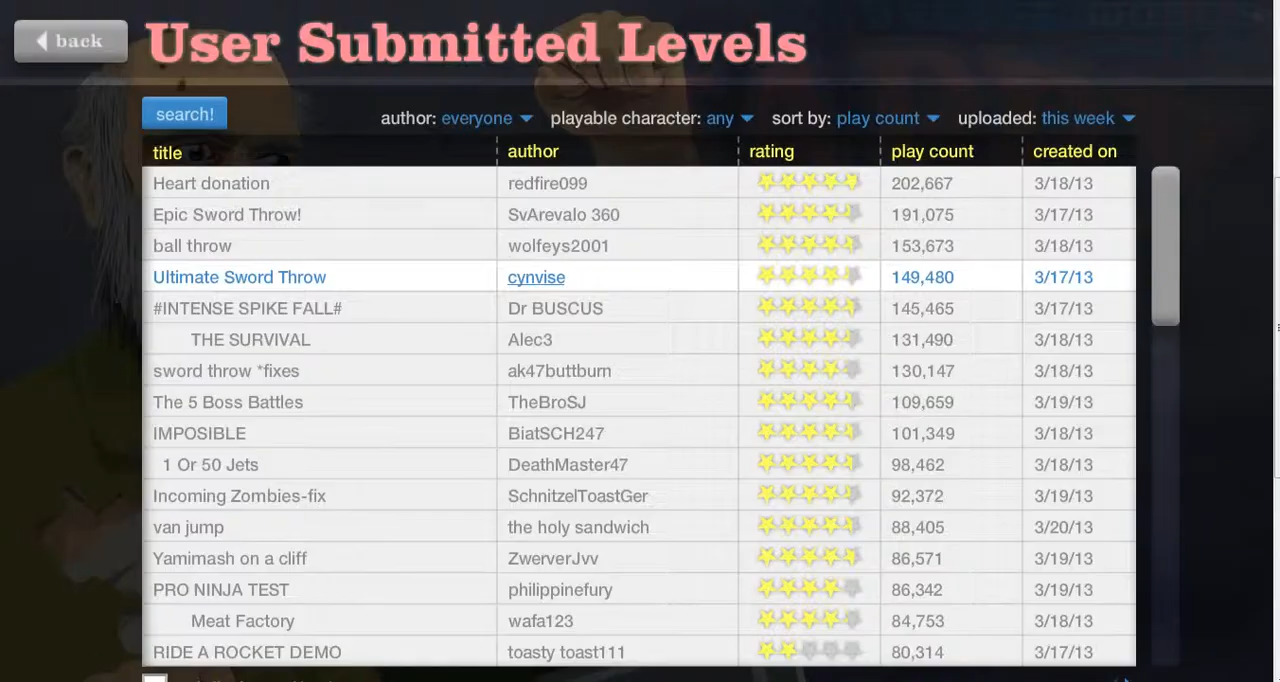 back
User Submitted Levels
search!
author: everyone playable character: any sort by: play count uploaded: this week
title author rating play count created on
Heart donation redfire099 202,667 3/18/13
Epic Sword Throw! SvArevalo 360 191,075 3/17/13
ball throw wolfeys2001 153,673 3/18/13
Ultimate Sword Throw cynvise 149,480 3/17/13
#INTENSE SPIKE FALL# Dr BUSCUS 145,465 3/17/13
THE SURVIVAL Alec3 131,490 3/18/13
sword throw *fixes ak47buttburn 130,147 3/18/13
The 5 Boss Battles TheBroSJ 109,659 3/19/13
IMPOSIBLE BiatSCH247 101,349 3/18/13
1 Or 50 Jets DeathMaster47 98,462 3/18/13
Incoming Zombies-fix SchnitzelToastGer 92,372 3/19/13
van jump the holy sandwich 88,405 3/20/13
Yamimash on a cliff ZwerverJvv 86,571 3/19/13
PRO NINJA TEST philippinefury 86,342 3/19/13
Meat Factory wafa123 84,753 3/18/13
RIDE A ROCKET DEMO toasty toast111 80,314 3/17/13